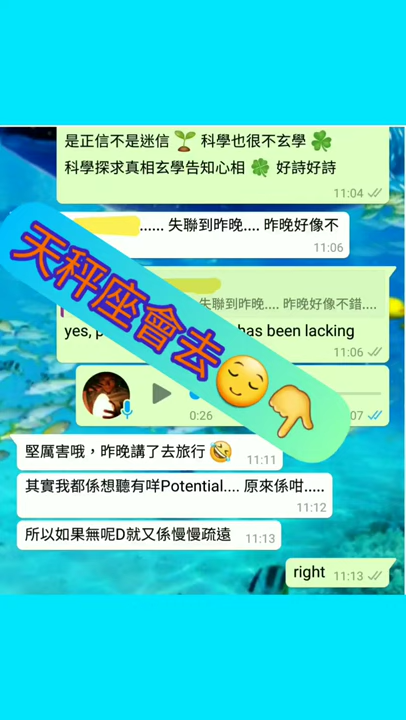 是正信不是迷信🌱 科學也很不玄學🍀
科學探求真相玄學告知心相🍀 好詩好詩
11:04
...... 失聯到昨晚.... 昨晚好像不
11:06
失聯到昨晚.... 昨晚好像不錯....
yes, has been lacking
11:06
天秤座會去😌👇
0:26
堅厲害哦，昨晚講了去旅行🤣
11:11
其實我都係想聽有咩Potential.... 原來係咁.....
11:12
所以如果無呢D就又係慢慢疏遠
11:13
right
11:13